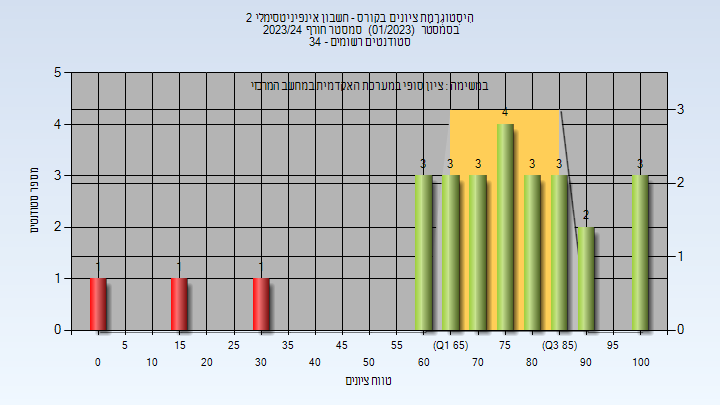 היסטוגרמת ציונים בקורס - חשבון אינפיניטסימלי 2
בסמסטר (01/2023) סמסטר חורף 2023/24
סטודנטים רשומים - 34
במשימה : ציון סופי במערכת האקדמית במחשב המרכזי
מספר סטודנטים
5
4
3
2
1
0
3
2
1
0
1 1 1 3 3 3 4 3 3 2 3
5 15 25 35 45 55 (Q1 65) 75 (Q3 85) 95
0 10 20 30 40 50 60 70 80 90 100
טווח ציונים